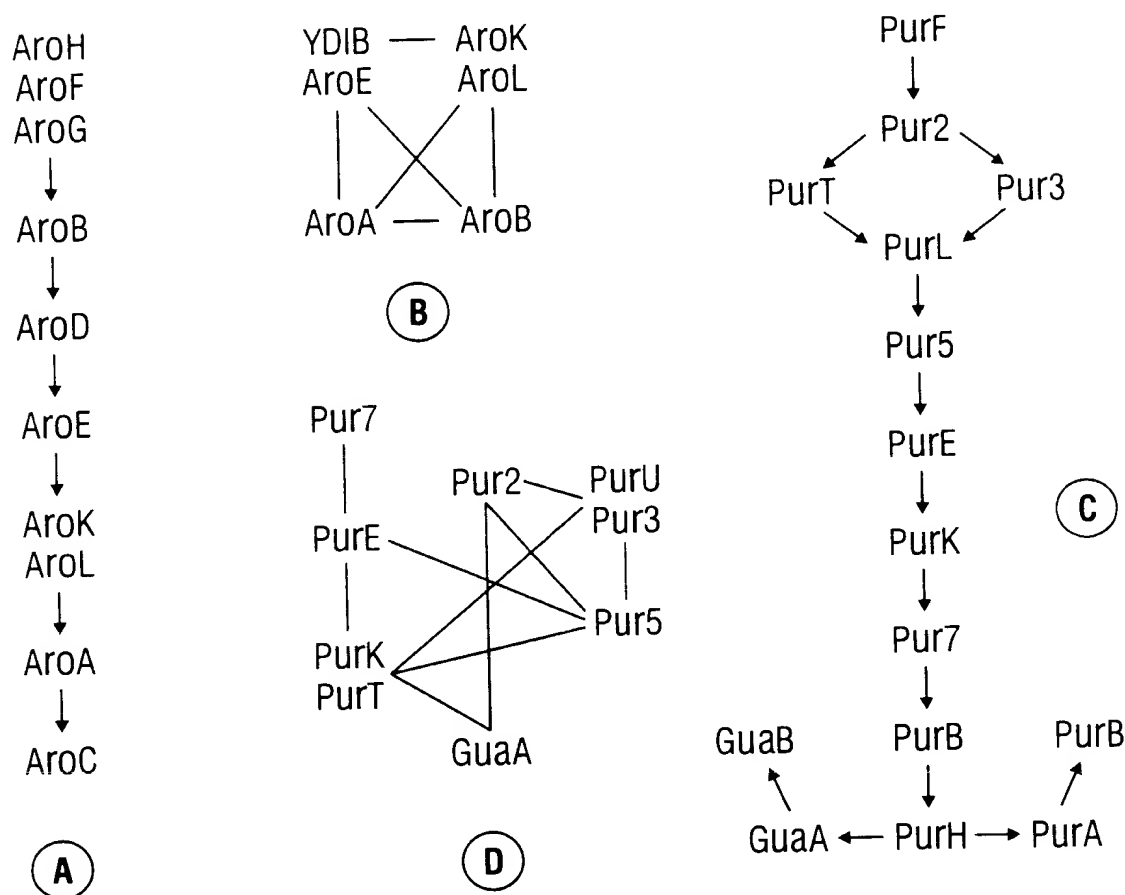 AroH
AroF
AroG
AroB
AroD
AroE
AroK
AroL
AroA
AroC
A
YDIB AroK
AroE AroL
AroA AroB
B
PurF
Pur2
PurT Pur3
PurL
Pur5
PurE
PurK
Pur7
GuaB PurB PurB
GuaA PurH PurA
C
Pur7
Pur2 PurU
Pur3
PurE
Pur5
PurK
PurT
GuaA
D